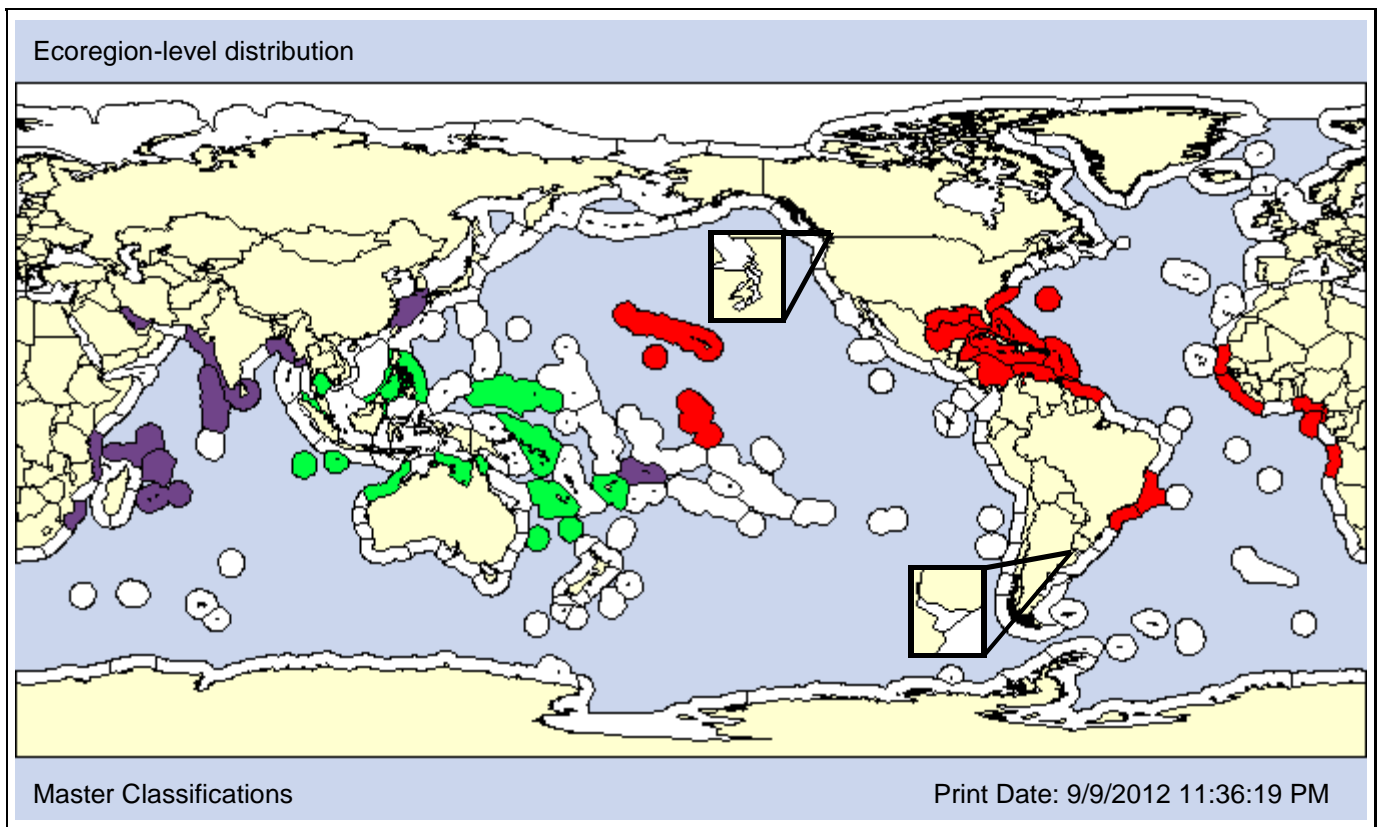 Ecoregion-level distribution
Master Classifications
Print Date: 9/9/2012 11:36:19 PM